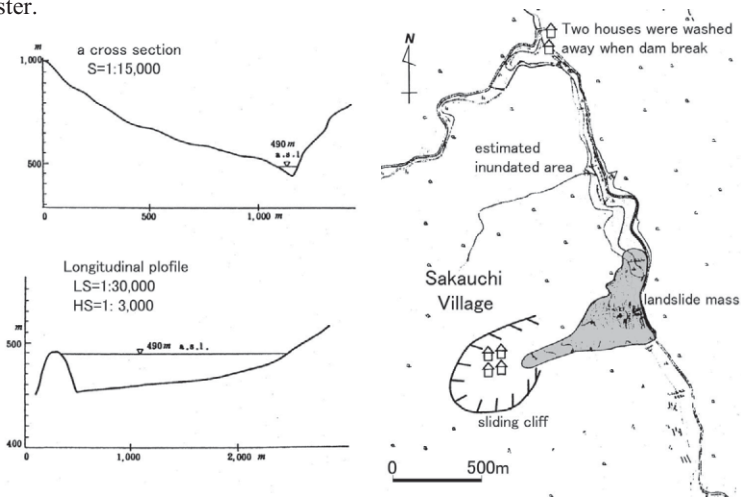 ster.
a cross section
S=1:15,000
m
1,000
500
490m
a.s.l.
0
500
1,000 m
Longitudinal plofile
LS=1:30,000
HS=1: 3,000
m
500
400
490m a.s.l.
0
1,000
2,000 m
N
Two houses were washed
away when dam break
estimated
inundated area
Sakauchi
Village
landslide mass
sliding cliff
0
500m